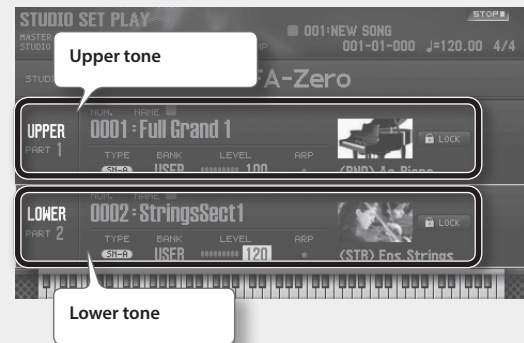 STUDIO SET PLAY
STOP
MASTER
STUDIO
001:NEW SONG
001-01-000 ♩=120.00 4/4
Upper tone
FA-Zero
NUM. NAME
UPPER
PART 1
0001:Full Grand 1
TYPE BANK LEVEL ARP
SN-A USER 100
LOCK
(PNO) Ac.Piano
NUM. NAME
LOWER
PART 2
0002:StringsSect1
TYPE BANK LEVEL ARP
SN-A USER 120
LOCK
(STR) Ens.Strings
Lower tone